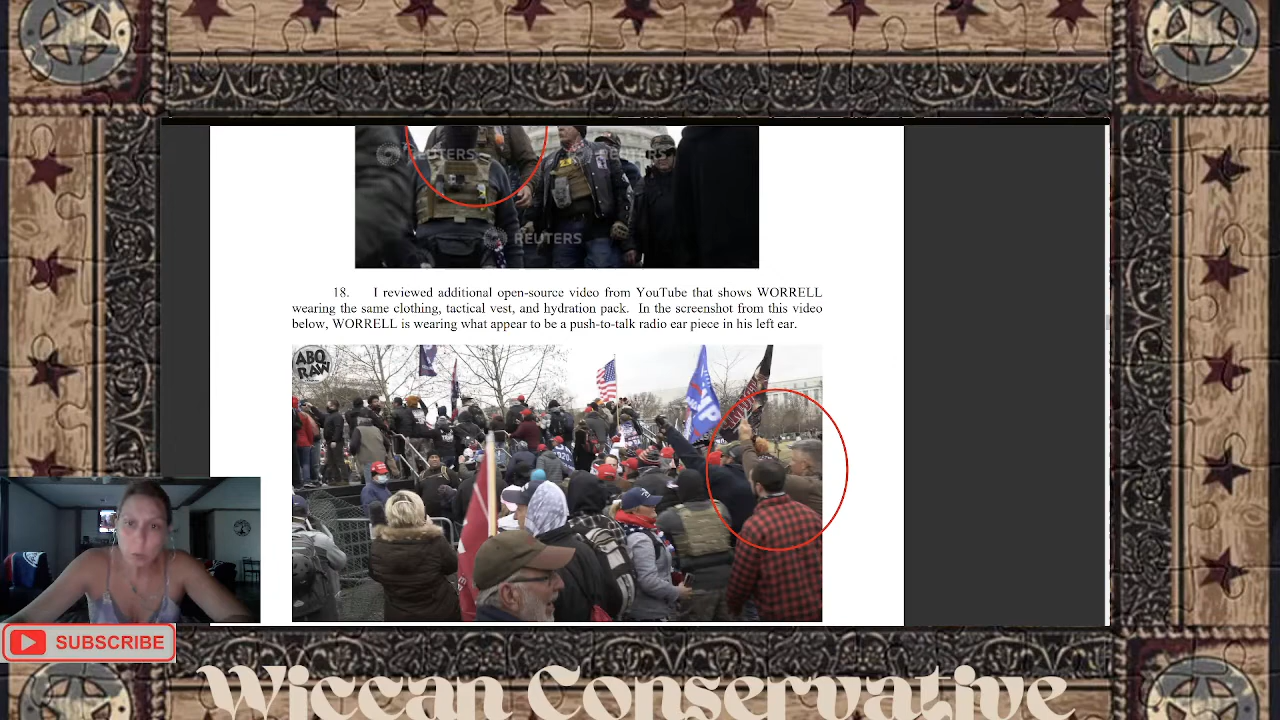 REUTERS
REUTERS
18. I reviewed additional open-source video from YouTube that shows WORRELL
wearing the same clothing, tactical vest, and hydration pack. In the screenshot from this video
below, WORRELL is wearing what appear to be a push-to-talk radio ear piece in his left ear.
ABQ
RAW
SUBSCRIBE
Wiccan Conservative